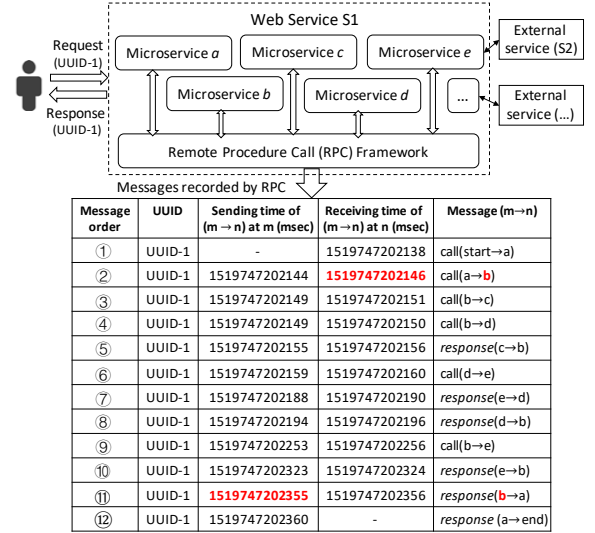 Web Service S1
Request
(UUID-1)
Response
(UUID-1)
Microservice a
Microservice c
Microservice e
External
service (S2)
Microservice b
Microservice d
...
External
service (...)
Remote Procedure Call (RPC) Framework
Messages recorded by RPC
Message order | UUID | Sending time of (m → n) at m (msec) | Receiving time of (m → n) at n (msec) | Message (m→n)
① UUID-1 - 1519747202138 call(start→a)
② UUID-1 1519747202144 1519747202146 call(a→b)
③ UUID-1 1519747202149 1519747202151 call(b→c)
④ UUID-1 1519747202149 1519747202150 call(b→d)
⑤ UUID-1 1519747202155 1519747202156 response(c→b)
⑥ UUID-1 1519747202159 1519747202160 call(d→e)
⑦ UUID-1 1519747202188 1519747202190 response(e→d)
⑧ UUID-1 1519747202194 1519747202196 response(d→b)
⑨ UUID-1 1519747202253 1519747202256 call(b→e)
⑩ UUID-1 1519747202323 1519747202324 response(e→b)
⑪ UUID-1 1519747202355 1519747202356 response(b→a)
⑫ UUID-1 1519747202360 - response (a→end)